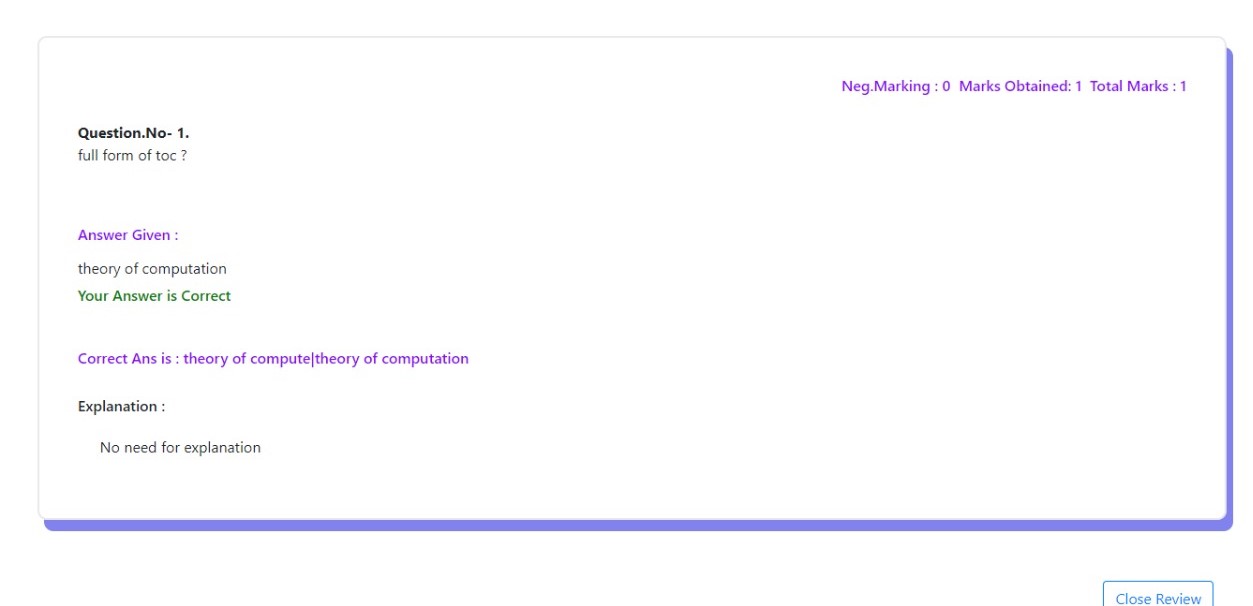 Neg.Marking : 0 Marks Obtained: 1 Total Marks : 1
Question.No- 1.
full form of toc ?
Answer Given :
theory of computation
Your Answer is Correct
Correct Ans is : theory of compute|theory of computation
Explanation :
No need for explanation
Close Review